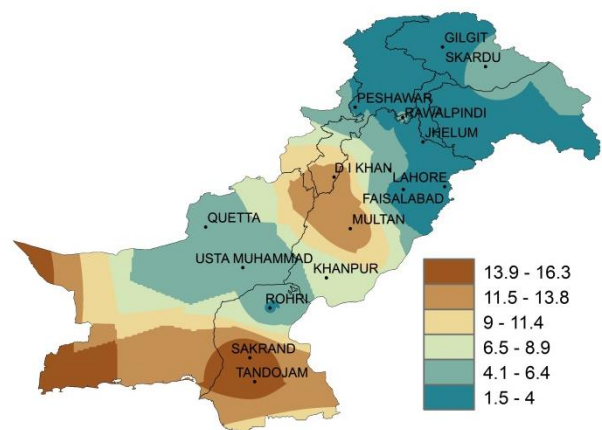 GILGIT
SKARDU
PESHAWAR
RAWALPINDI
JHELUM
D I KHAN
LAHORE
FAISALABAD
QUETTA
MULTAN
USTA MUHAMMAD
KHANPUR
ROHRI
SAKRAND
TANDOJAM
13.9 - 16.3
11.5 - 13.8
9 - 11.4
6.5 - 8.9
4.1 - 6.4
1.5 - 4